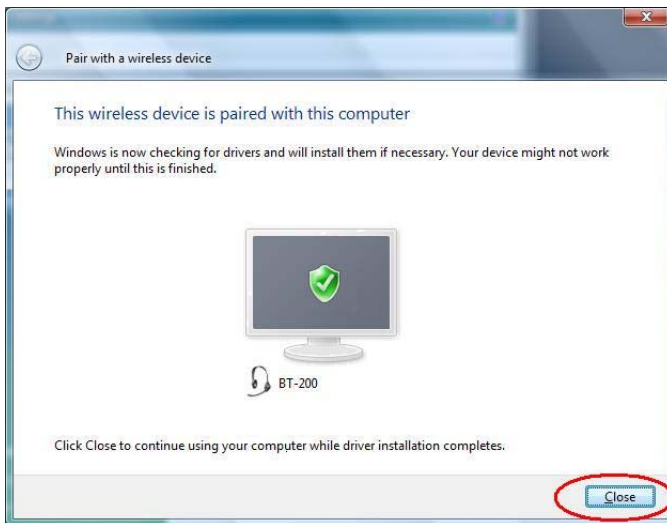 Pair with a wireless device
This wireless device is paired with this computer
Windows is now checking for drivers and will install them if necessary. Your device might not work
properly until this is finished.
BT-200
Click Close to continue using your computer while driver installation completes.
Close